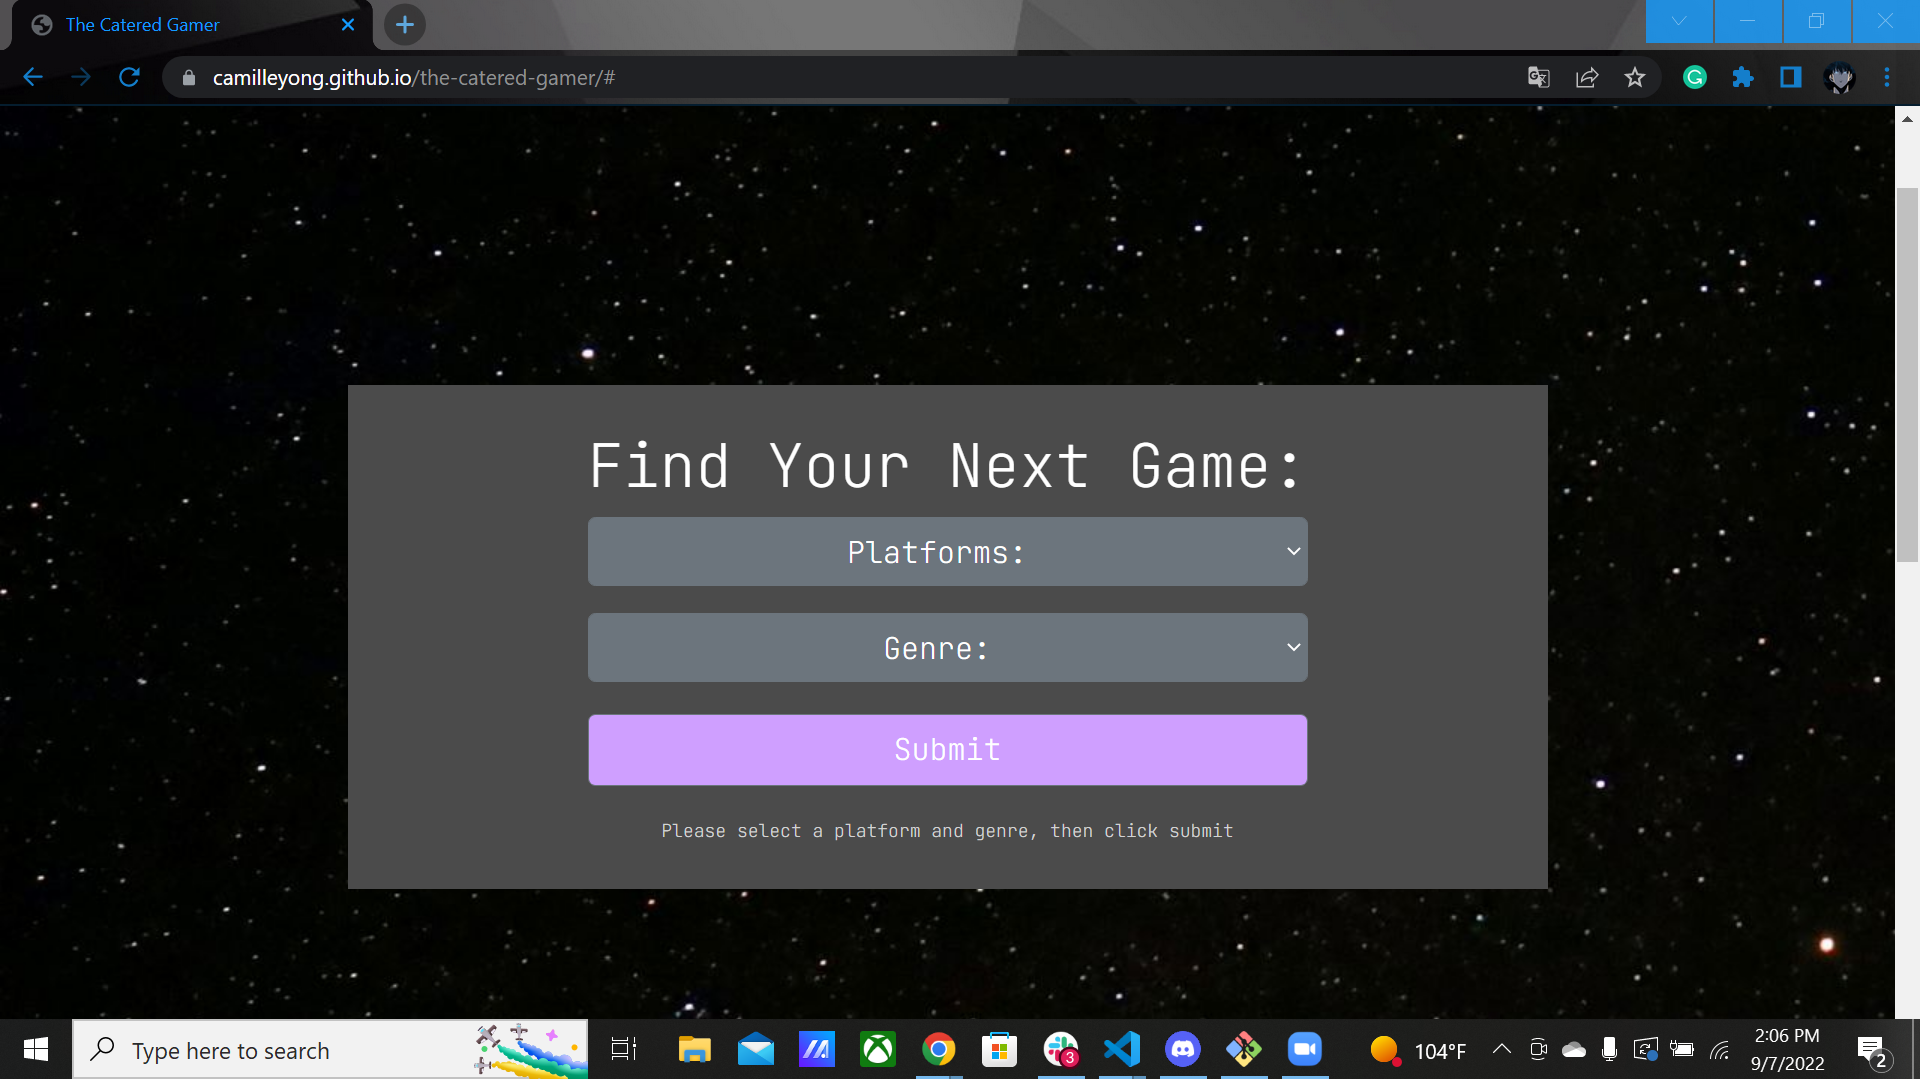 The Catered Gamer
camilleyong.github.io/the-catered-gamer/#
Find Your Next Game:
Platforms:
Genre:
Submit
Please select a platform and genre, then click submit
Type here to search
3
104°F
2:06 PM
9/7/2022
2